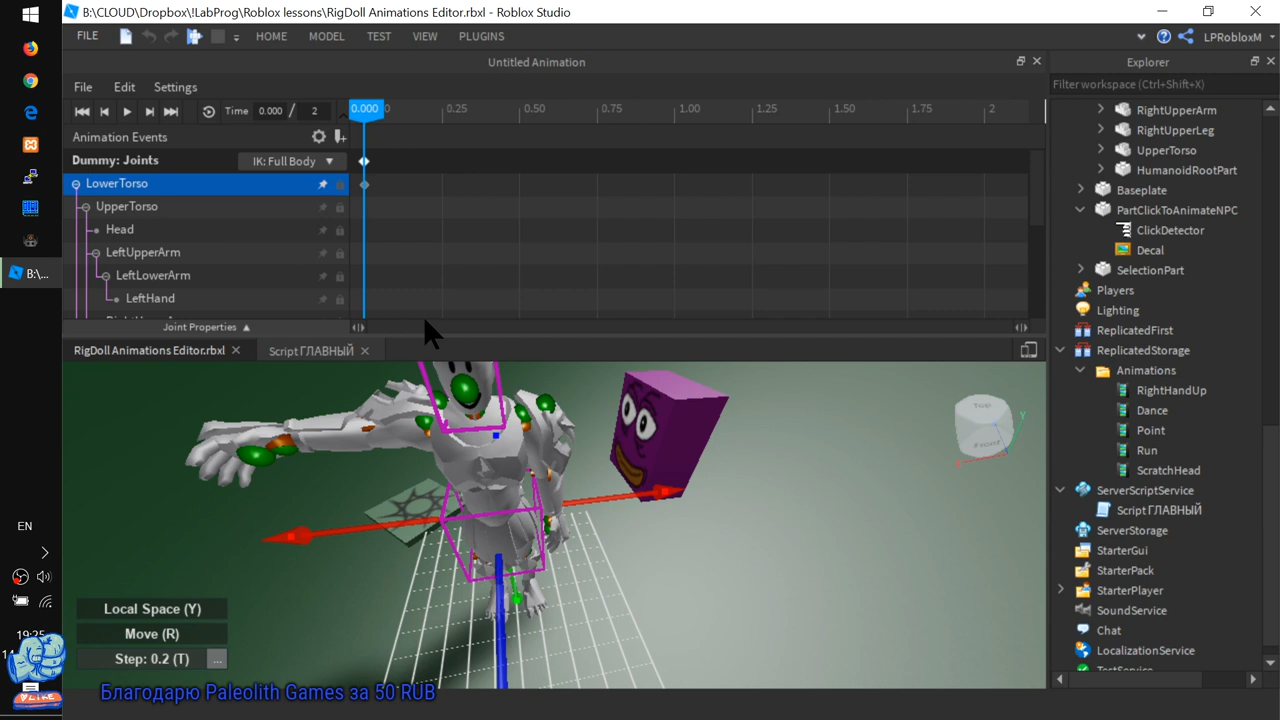 B:\CLOUD\Dropbox\!LabProg\Roblox lessons\RigDoll Animations Editor.rbxl - Roblox Studio
FILE HOME MODEL TEST VIEW PLUGINS LPRobloxM
Untitled Animation
Explorer
File Edit Settings
Filter workspace (Ctrl+Shift+X)
Time 0.000 / 2 0.000 0 0.25 0.50 0.75 1.00 1.25 1.50 1.75 2
Animation Events
Dummy: Joints IK: Full Body
LowerTorso
UpperTorso
Head
LeftUpperArm
LeftLowerArm
LeftHand
Joint Properties
RigDoll Animations Editor.rbxl
Script ГЛАВНЫЙ
Local Space (Y)
Move (R)
Step: 0.2 (T) ...
Благодарю Paleolith Games за 50 RUB
RightUpperArm
RightUpperLeg
UpperTorso
HumanoidRootPart
Baseplate
PartClickToAnimateNPC
ClickDetector
Decal
SelectionPart
Players
Lighting
ReplicatedFirst
ReplicatedStorage
Animations
RightHandUp
Dance
Point
Run
ScratchHead
ServerScriptService
Script ГЛАВНЫЙ
ServerStorage
StarterGui
StarterPack
StarterPlayer
SoundService
Chat
LocalizationService
TestService
B:\...
EN
19:25
LIKE